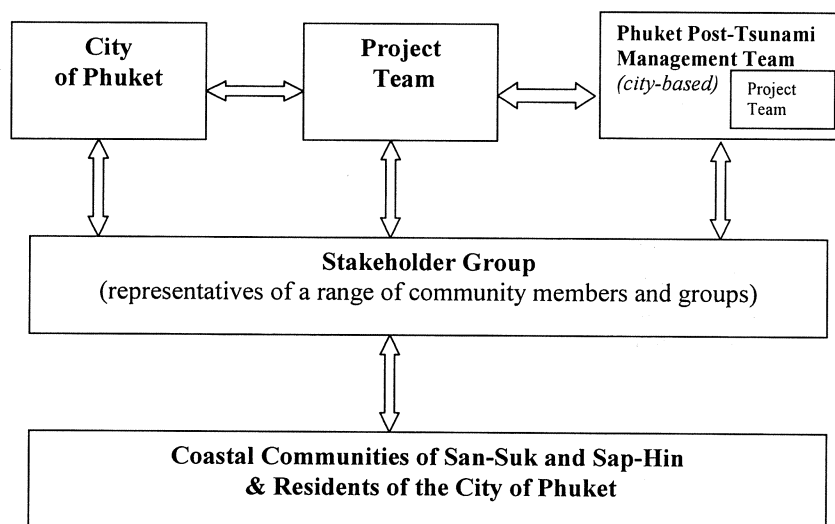 City
of Phuket
Project
Team
Phuket Post-Tsunami
Management Team
(city-based)
Project
Team
Stakeholder Group
(representatives of a range of community members and groups)
Coastal Communities of San-Suk and Sap-Hin
& Residents of the City of Phuket